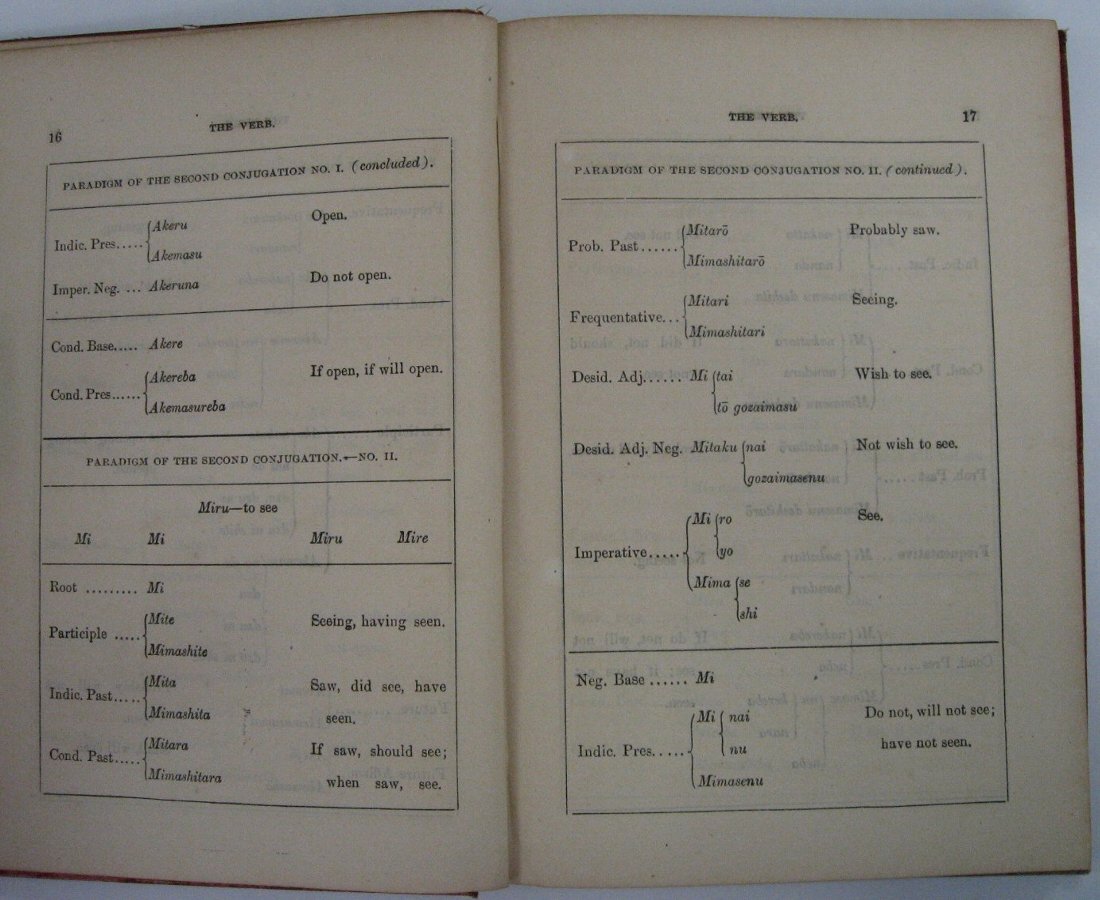 16
THE VERB.
PARADIGM OF THE SECOND CONJUGATION NO. I. (concluded).
Indic. Pres..... Akeru Open.
Akemasu
Imper. Neg. ... Akeruna Do not open.
Cond. Base..... Akere
Cond. Pres...... Akereba If open, if will open.
Akemasureba
PARADIGM OF THE SECOND CONJUGATION.—NO. II.
Miru—to see
Mi Mi Miru Mire
Root ......... Mi
Participle ..... Mite Seeing, having seen.
Mimashite
Indic. Past..... Mita Saw, did see, have
Mimashita seen.
Cond. Past..... Mitara If saw, should see;
Mimashitara when saw, see.
THE VERB.
17
PARADIGM OF THE SECOND CONJUGATION NO. II. (continued).
Prob. Past ...... Mitarō Probably saw.
Mimashitarō
Frequentative... Mitari Seeing.
Mimashitari
Desid. Adj...... Mi tai Wish to see.
tō gozaimasu
Desid. Adj. Neg. Mitaku nai Not wish to see.
gozaimasenu
Imperative..... Mi ro See.
yo
Mima se
shi
Neg. Base ...... Mi
Indic. Pres..... Mi nai Do not, will not see;
nu have not seen.
Mimasenu